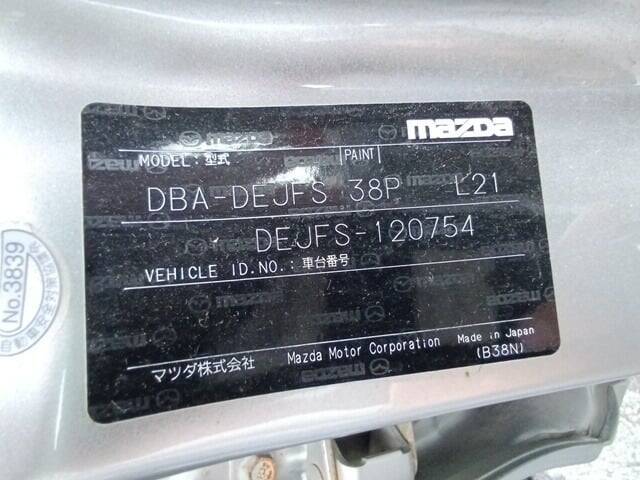 mazda
MODEL: 型式 PAINT
DBA-DEJFS 38P L21
DEJFS-120754
VEHICLE ID.NO.: 車台番号
マツダ株式会社 Mazda Motor Corporation Made in Japan
(B38N)
No.3839